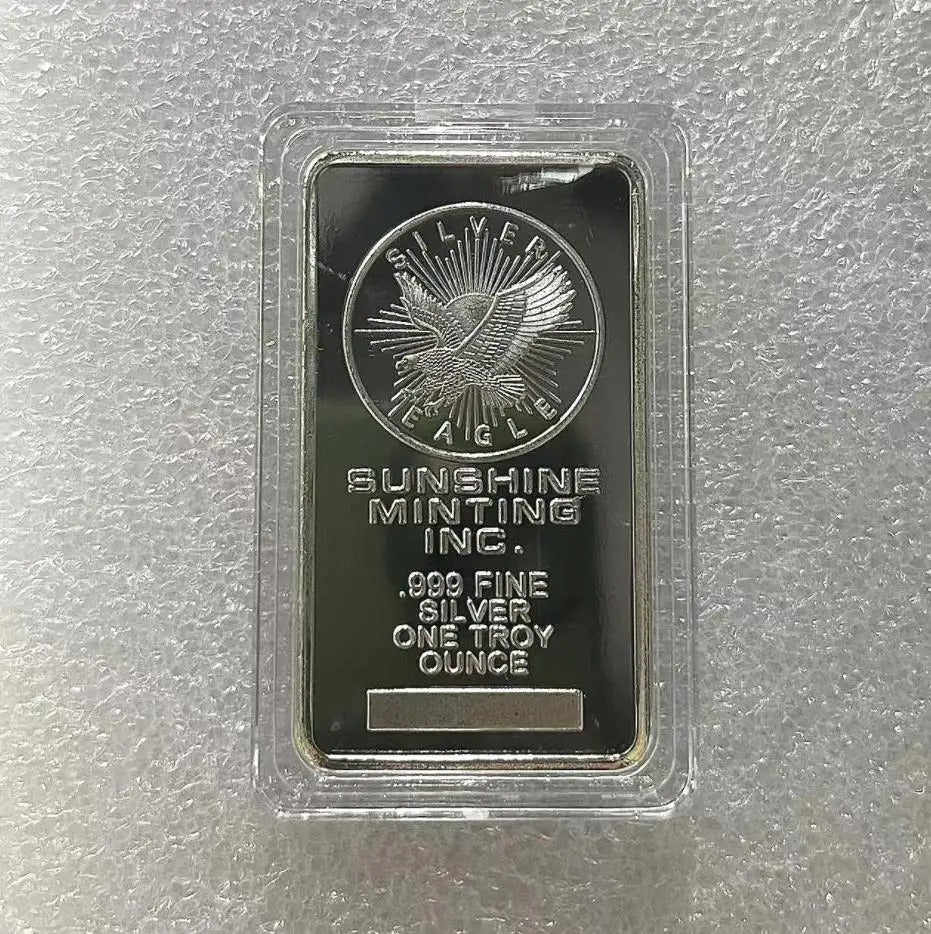 SILVER
EAGLE
SUNSHINE
MINTING
INC.
.999 FINE
SILVER
ONE TROY
OUNCE